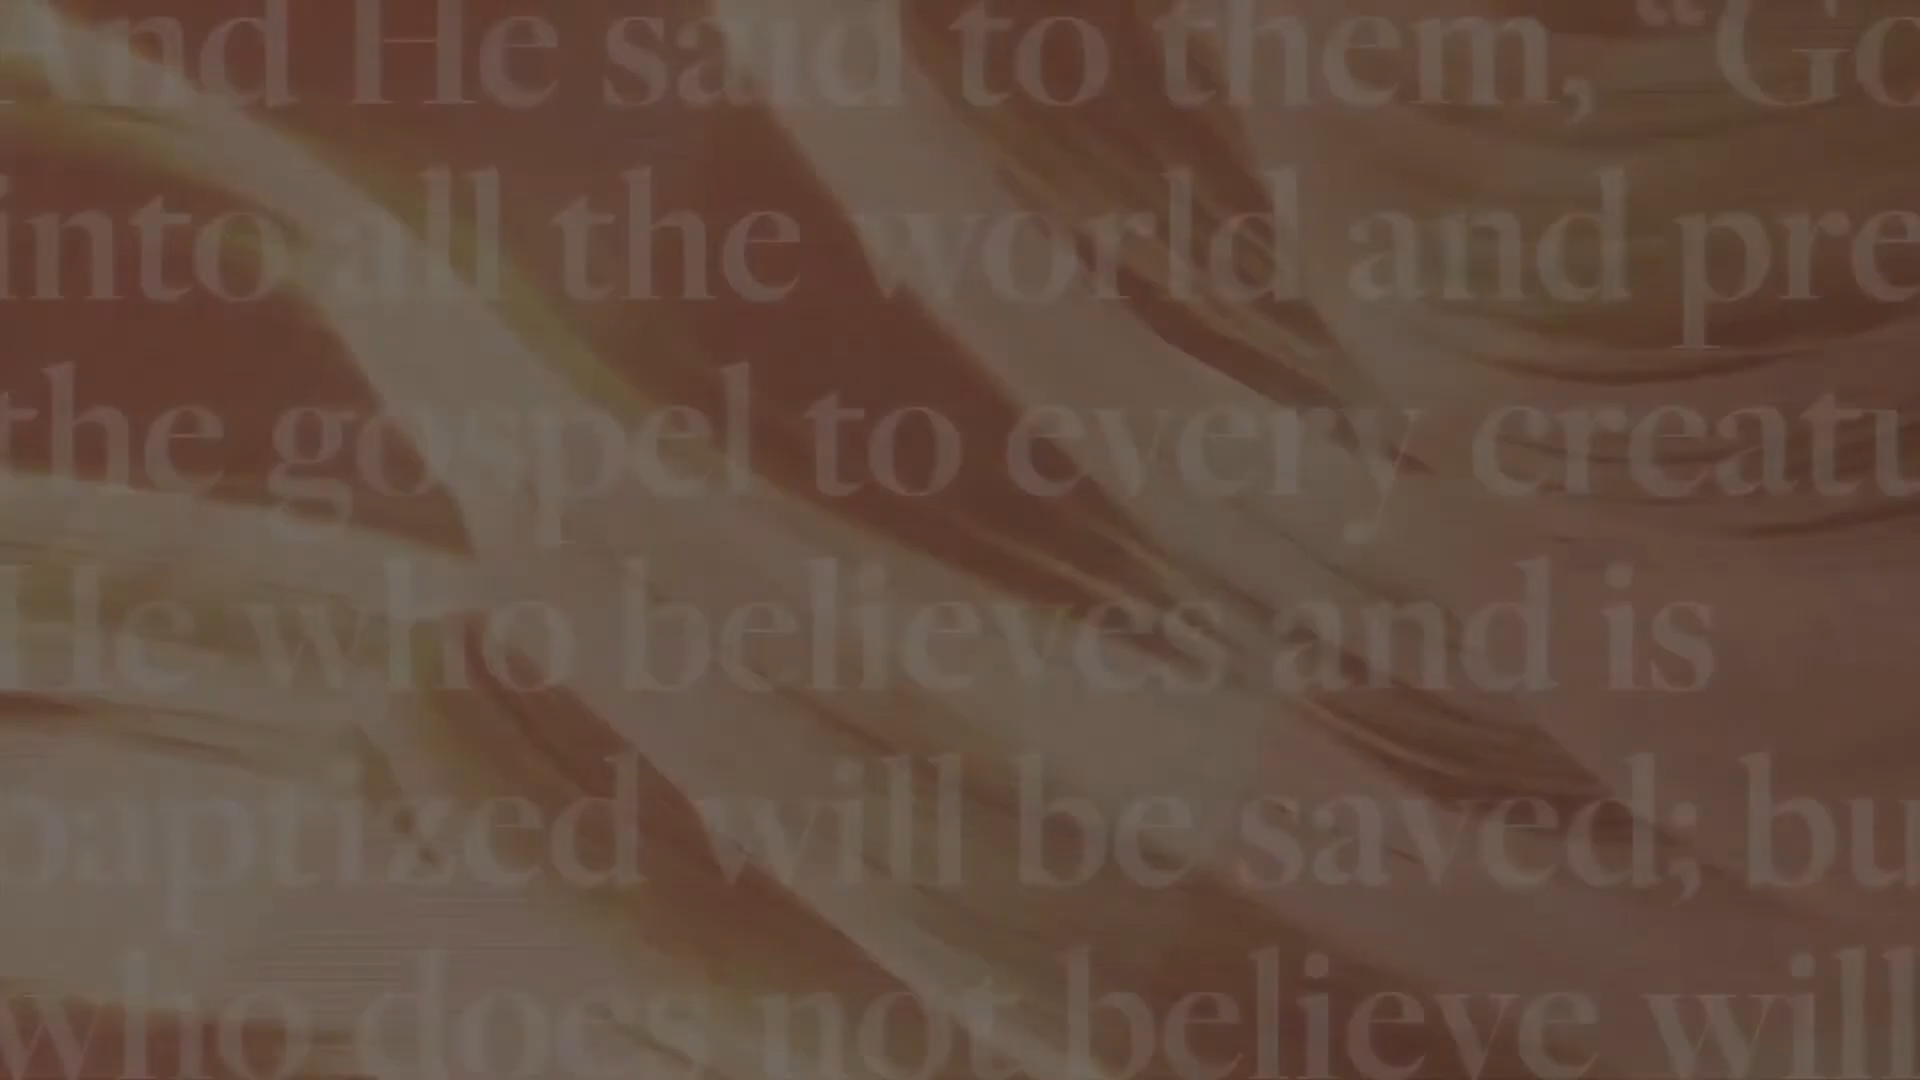 And He said to them, “Go
into all the world and pre
the gospel to every creatu
He who believes and is
baptized will be saved; bu
who does not believe will